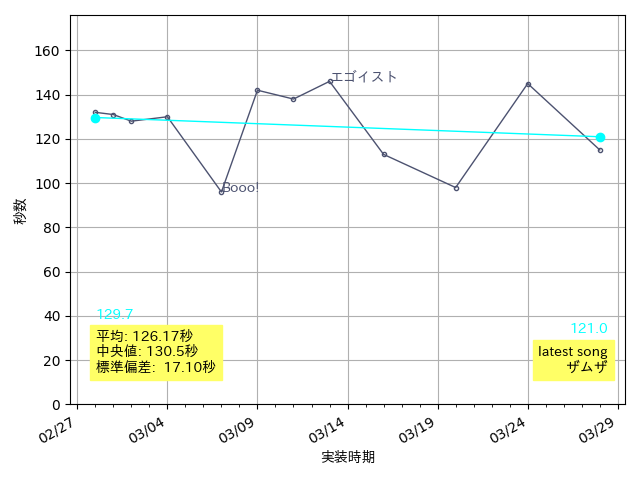 160
140
120
100
80
60
40
20
0
秒数
エゴイスト
Booo!
129.7
平均: 126.17秒
中央値: 130.5秒
標準偏差: 17.10秒
121.0
latest song
ザムザ
02/27
03/04
03/09
03/14
03/19
03/24
03/29
実装時期